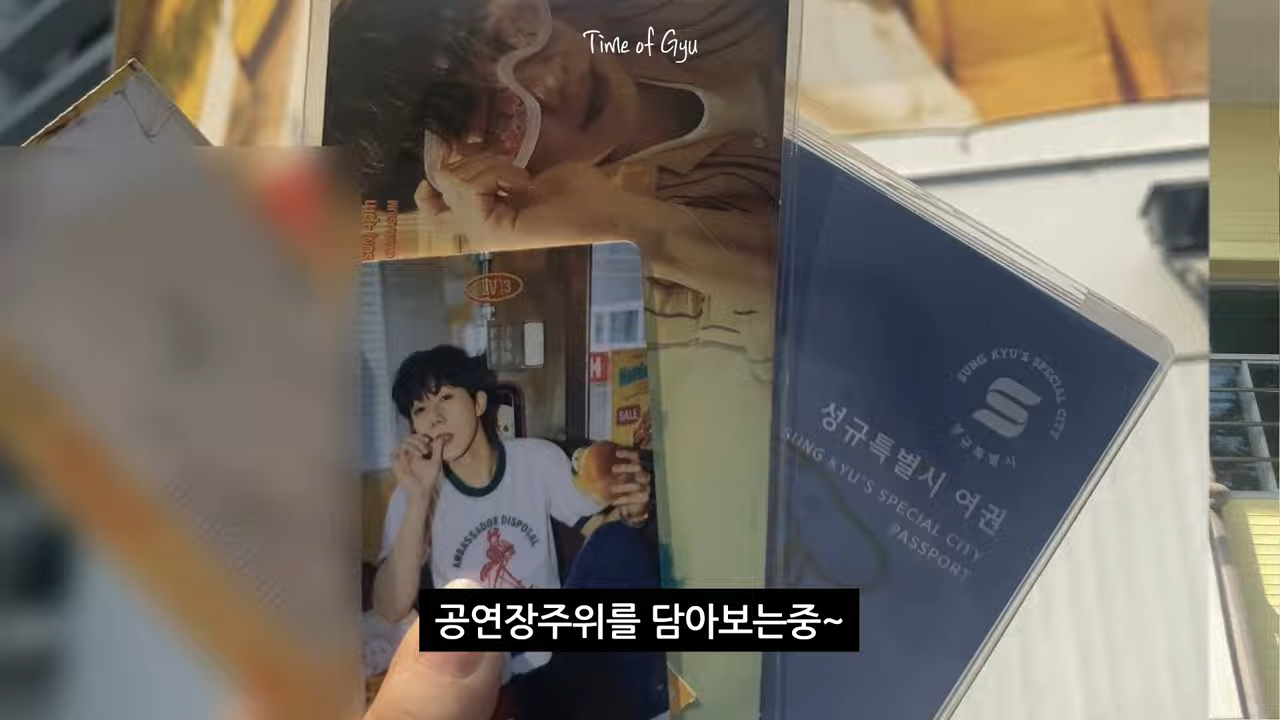 Time of Gyu
LV13
SALE
AMBASSADOR DISPOSAL
SUNG KYU'S SPECIAL CITY
성규특별시
성규특별시 여권
SUNG KYU'S SPECIAL CITY
PASSPORT
공연장주위를 담아보는중~